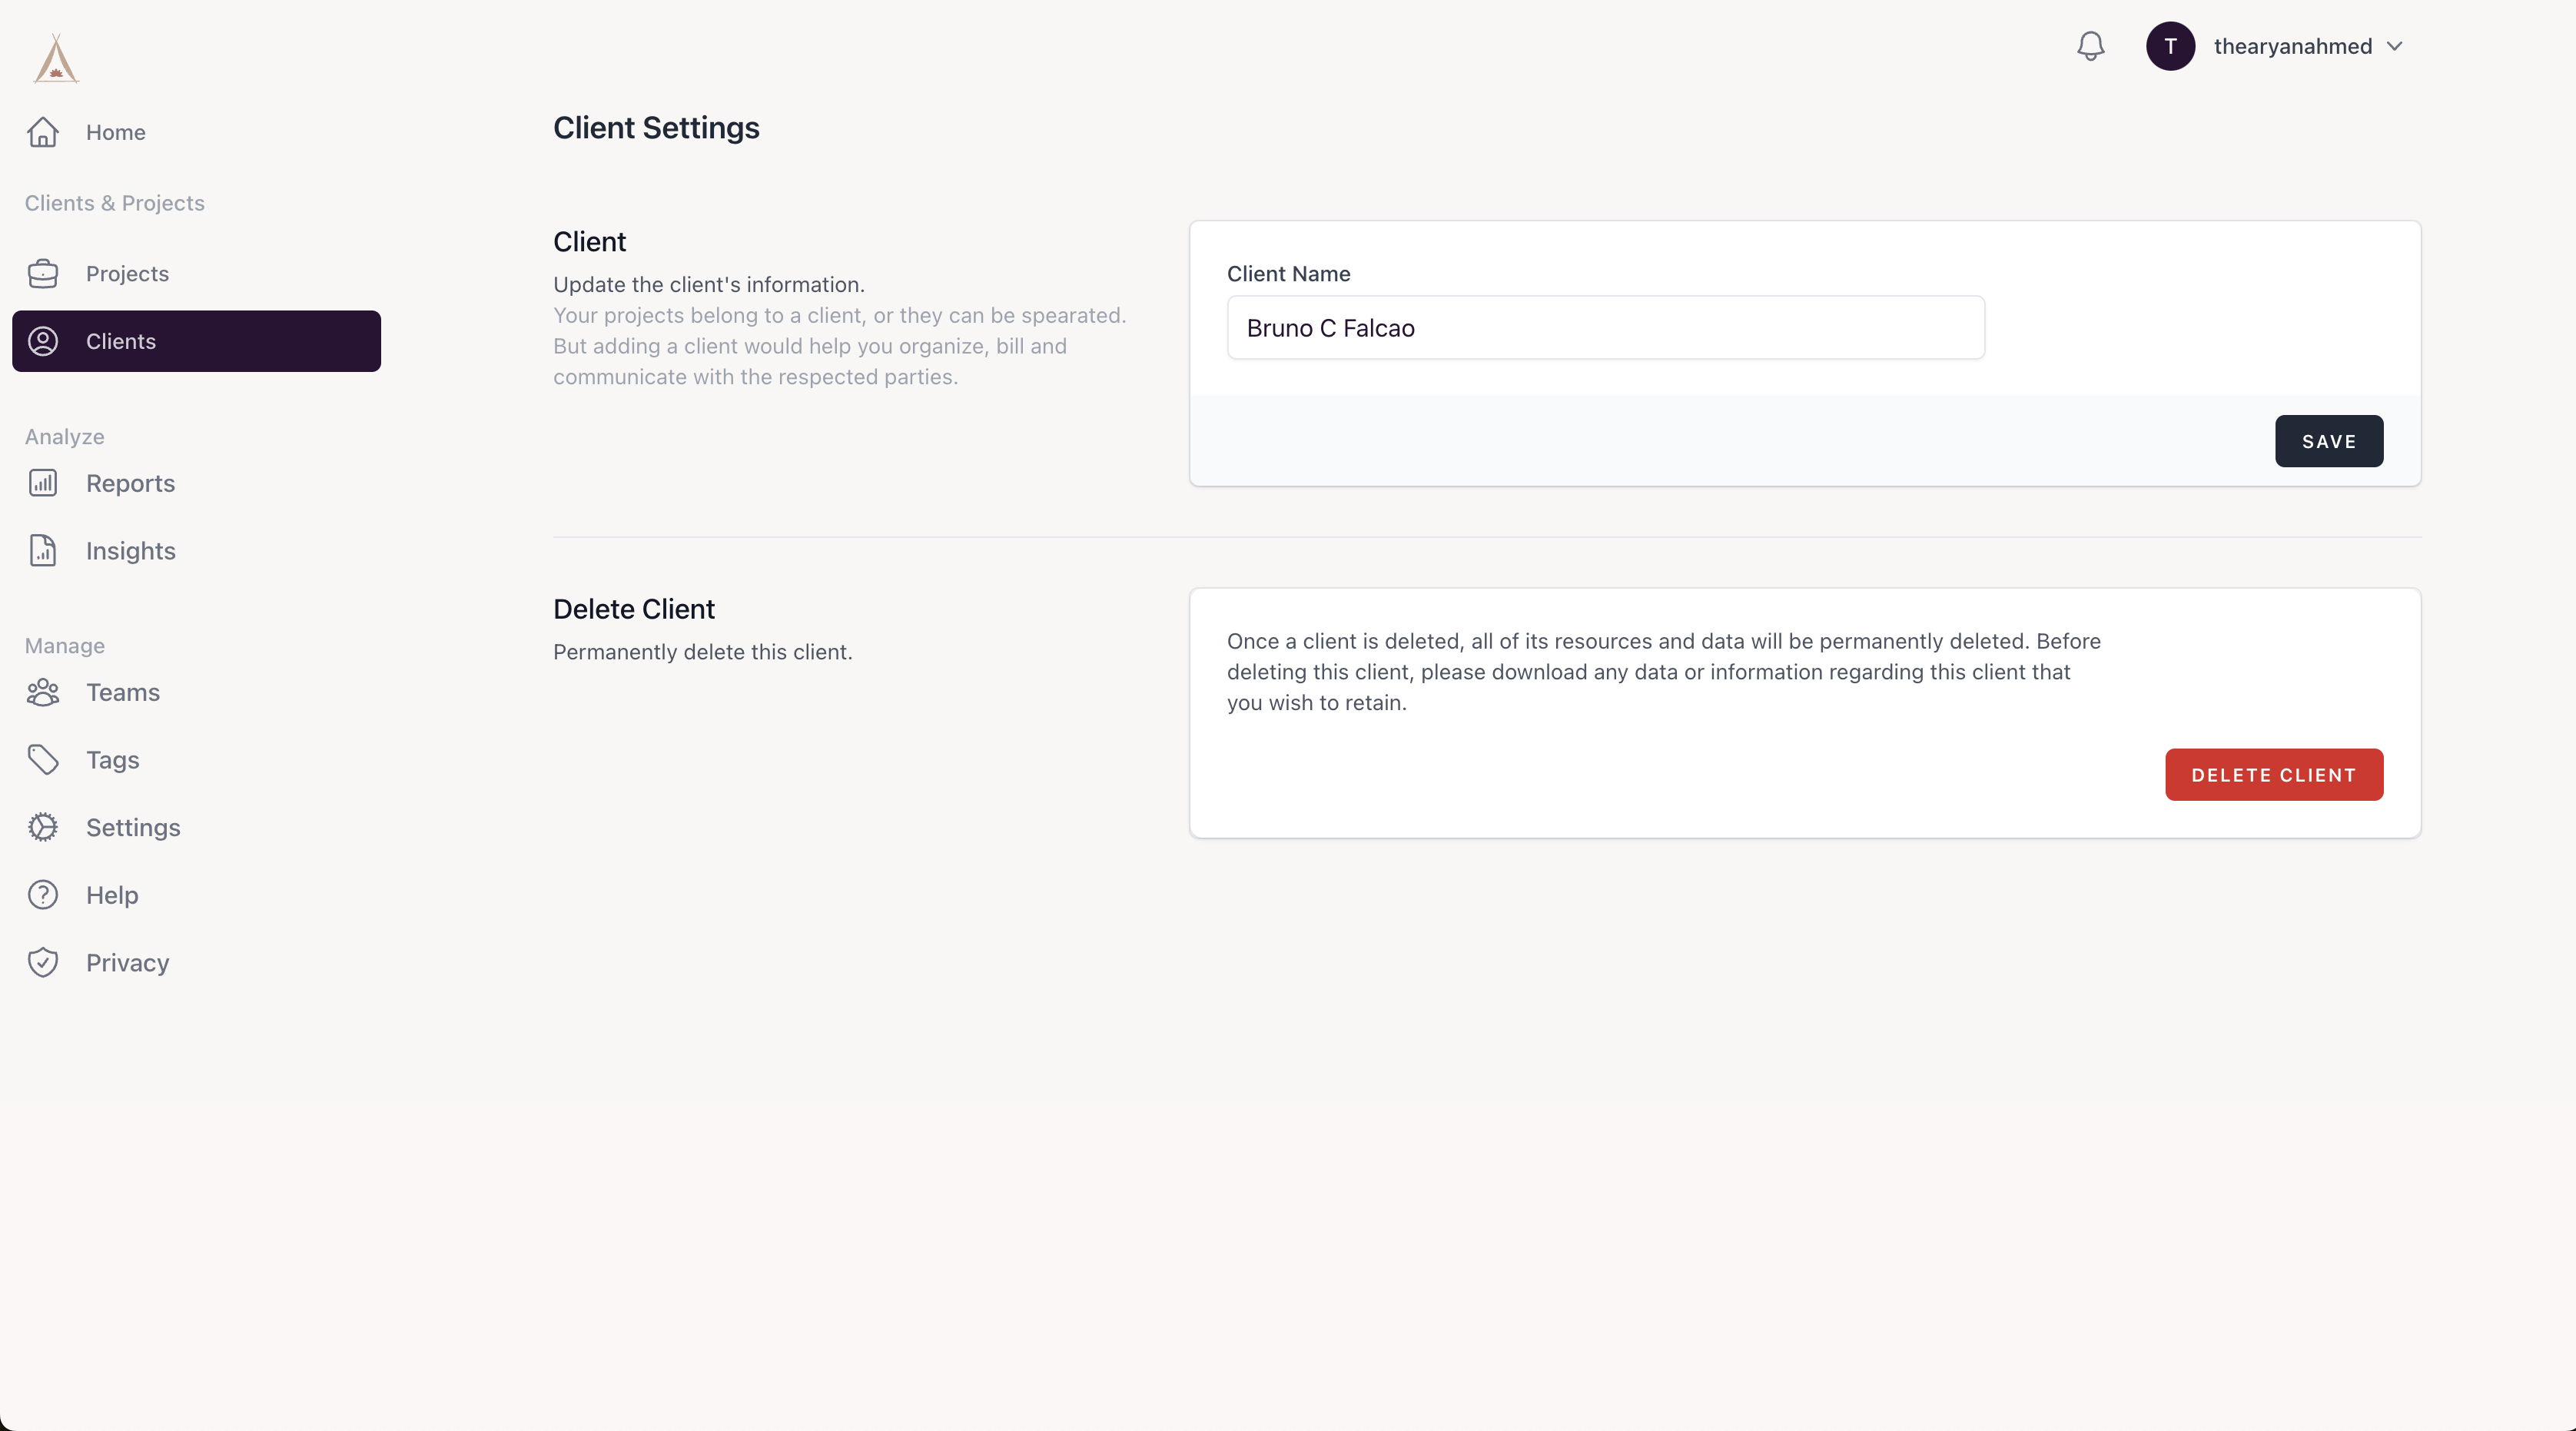 T
thearyanahmed
Home
Clients & Projects
Projects
Clients
Analyze
Reports
Insights
Manage
Teams
Tags
Settings
Help
Privacy
Client Settings
Client
Update the client's information.
Your projects belong to a client, or they can be spearated.
But adding a client would help you organize, bill and
communicate with the respected parties.
Client Name
Bruno C Falcao
SAVE
Delete Client
Permanently delete this client.
Once a client is deleted, all of its resources and data will be permanently deleted. Before
deleting this client, please download any data or information regarding this client that
you wish to retain.
DELETE CLIENT